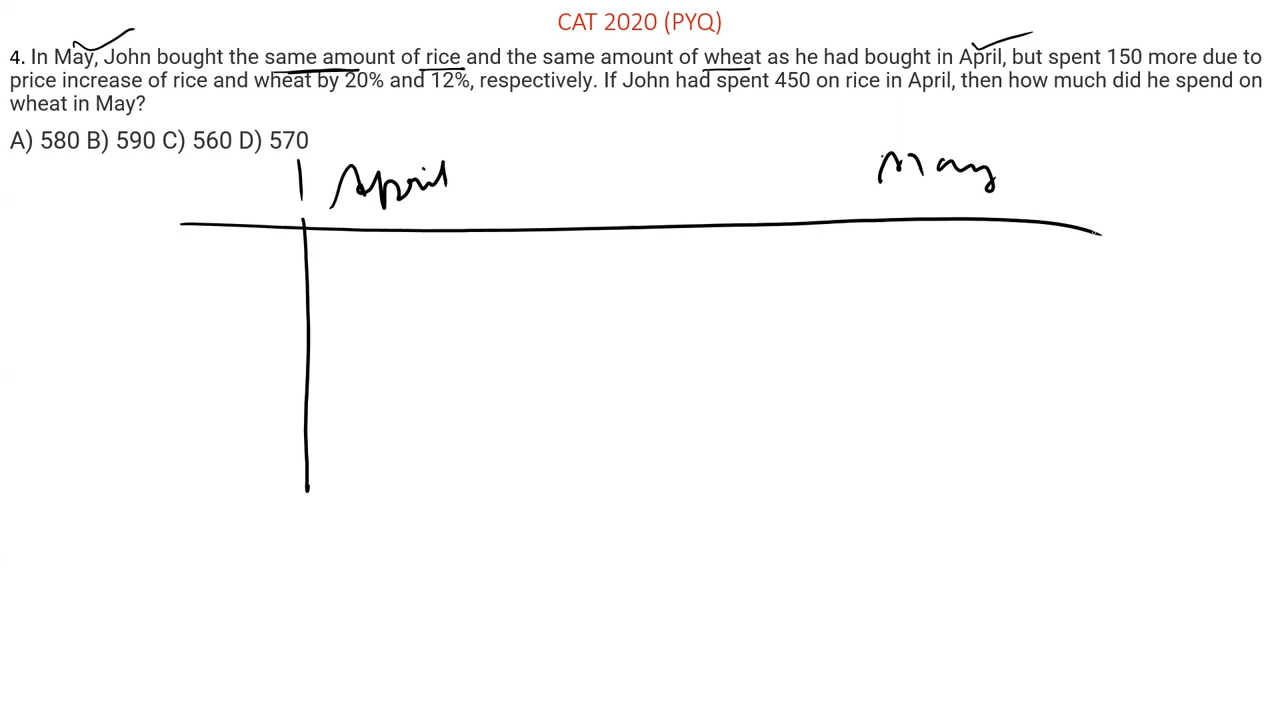 CAT 2020 (PYQ)
4. In May, John bought the same amount of rice and the same amount of wheat as he had bought in April, but spent 150 more due to
price increase of rice and wheat by 20% and 12%, respectively. If John had spent 450 on rice in April, then how much did he spend on
wheat in May?
A) 580 B) 590 C) 560 D) 570
April May